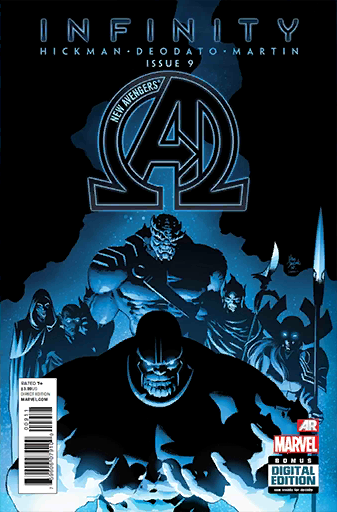 INFINITY
HICKMAN • DEODATO • MARTIN
ISSUE 9
NEW AVENGERS
A
RATED T+
$3.99US
DIRECT EDITION
MARVEL.COM
00911
AR
MARVEL
BONUS
DIGITAL
EDITION